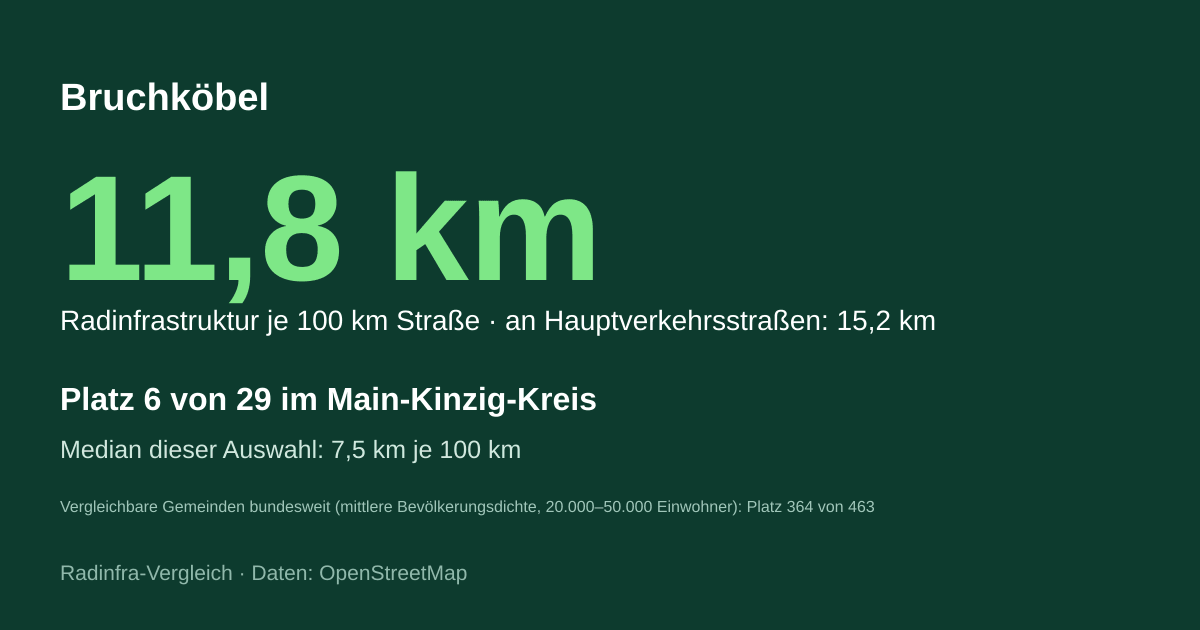 Bruchköbel
11,8 km
Radinfrastruktur je 100 km Straße · an Hauptverkehrsstraßen: 15,2 km
Platz 6 von 29 im Main-Kinzig-Kreis
Median dieser Auswahl: 7,5 km je 100 km
Vergleichbare Gemeinden bundesweit (mittlere Bevölkerungsdichte, 20.000–50.000 Einwohner): Platz 364 von 463
Radinfra-Vergleich · Daten: OpenStreetMap